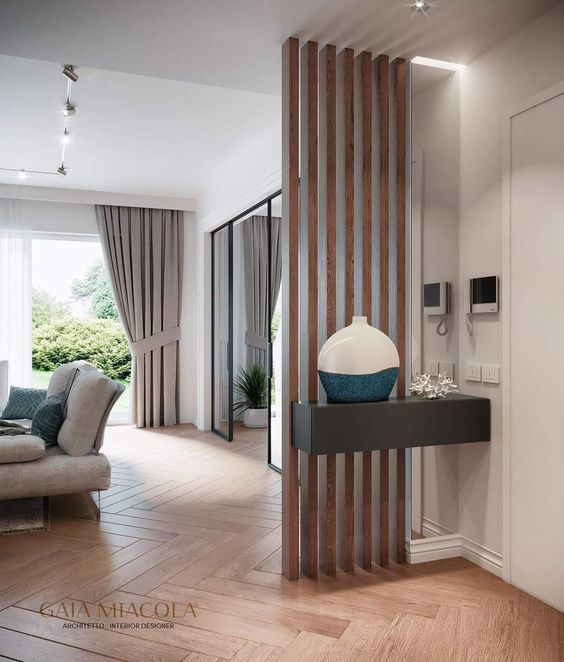 GAIA MIACOLA®
ARCHITETTO . INTERIOR DESIGNER